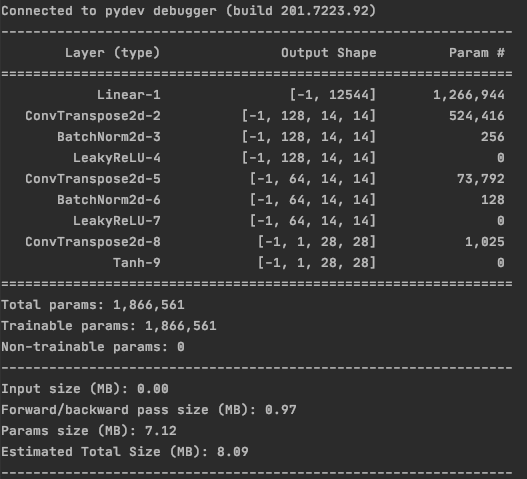 Connected to pydev debugger (build 201.7223.92)
----------------------------------------------------------------
Layer (type) Output Shape Param #
================================================================
Linear-1 [-1, 12544] 1,266,944
ConvTranspose2d-2 [-1, 128, 14, 14] 524,416
BatchNorm2d-3 [-1, 128, 14, 14] 256
LeakyReLU-4 [-1, 128, 14, 14] 0
ConvTranspose2d-5 [-1, 64, 14, 14] 73,792
BatchNorm2d-6 [-1, 64, 14, 14] 128
LeakyReLU-7 [-1, 64, 14, 14] 0
ConvTranspose2d-8 [-1, 1, 28, 28] 1,025
Tanh-9 [-1, 1, 28, 28] 0
================================================================
Total params: 1,866,561
Trainable params: 1,866,561
Non-trainable params: 0
----------------------------------------------------------------
Input size (MB): 0.00
Forward/backward pass size (MB): 0.97
Params size (MB): 7.12
Estimated Total Size (MB): 8.09
----------------------------------------------------------------